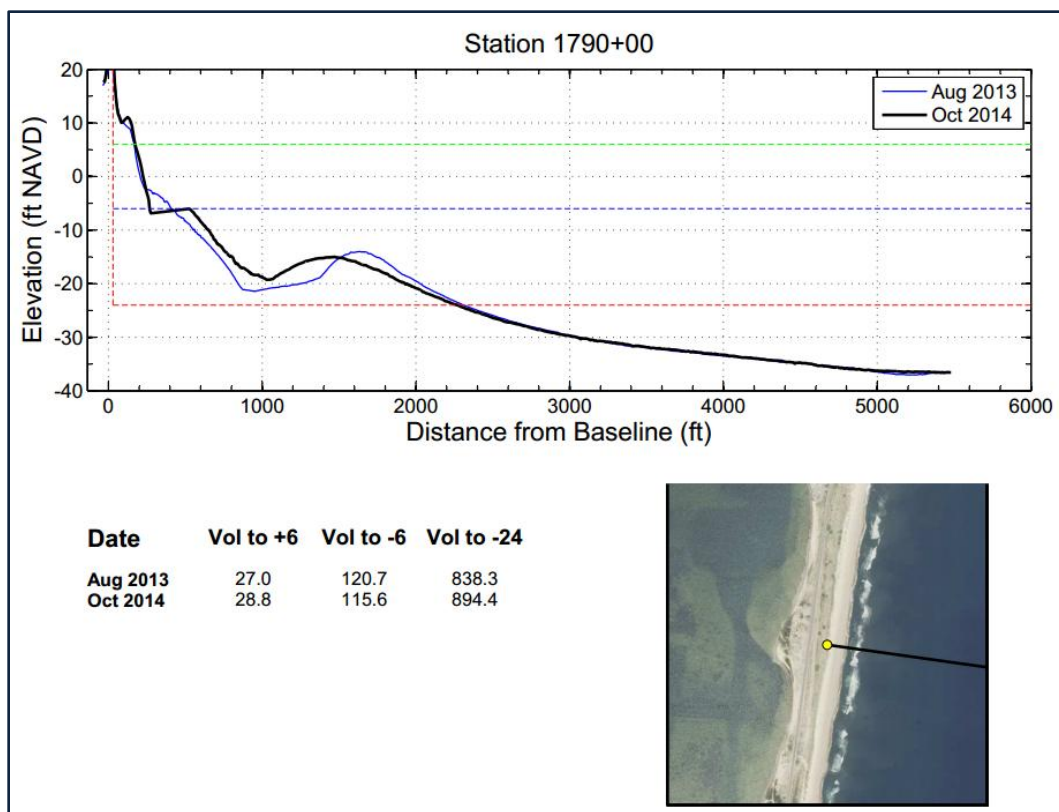 Station 1790+00
20
10
0
-10
-20
-30
-40
Elevation (ft NAVD)
Aug 2013
Oct 2014
0 1000 2000 3000 4000 5000 6000
Distance from Baseline (ft)
Date Vol to +6 Vol to -6 Vol to -24
Aug 2013 27.0 120.7 838.3
Oct 2014 28.8 115.6 894.4